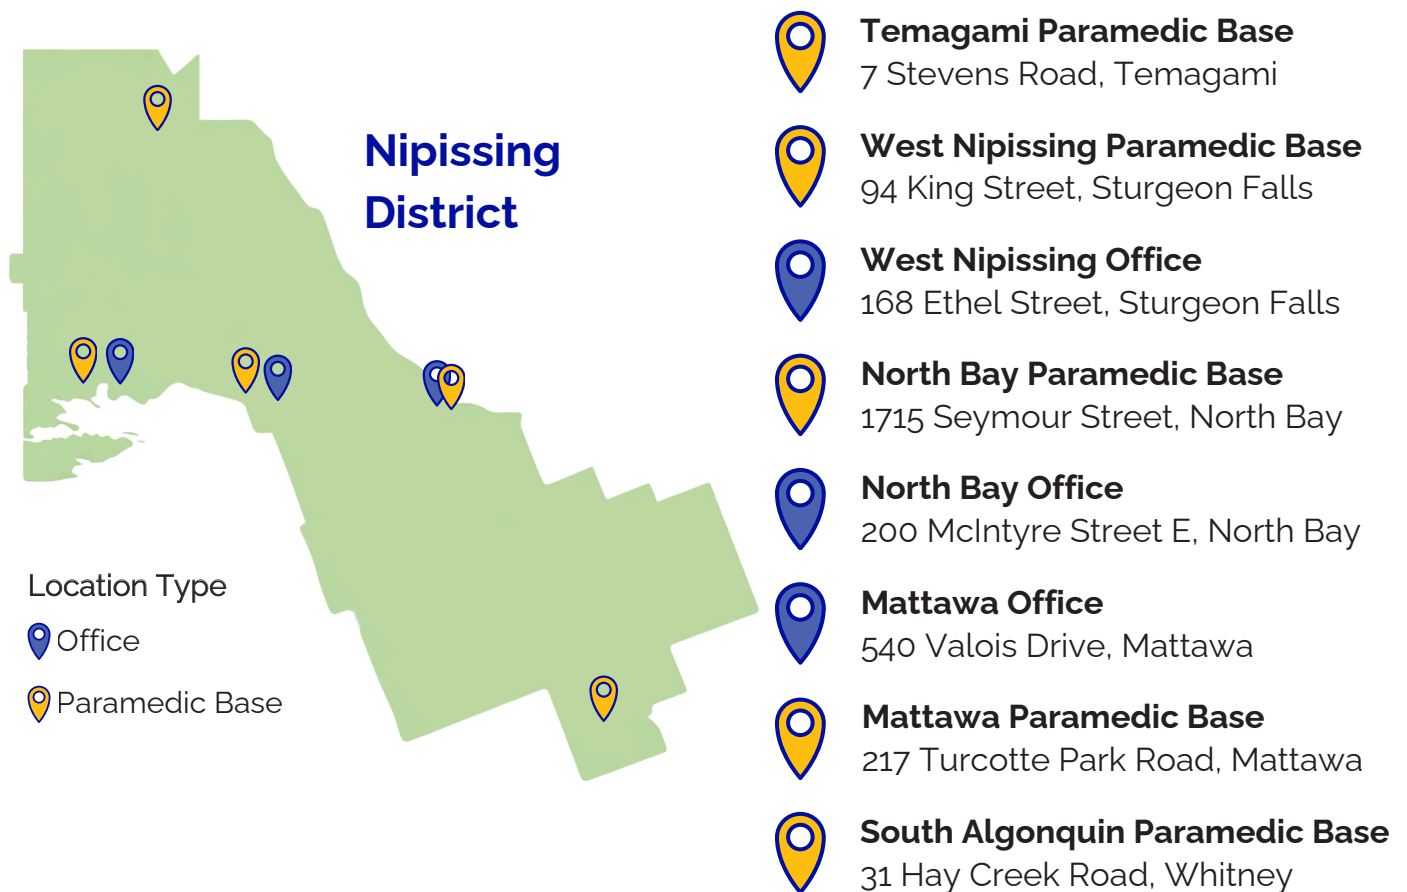 Nipissing
District
Location Type
Office
Paramedic Base
Temagami Paramedic Base
7 Stevens Road, Temagami
West Nipissing Paramedic Base
94 King Street, Sturgeon Falls
West Nipissing Office
168 Ethel Street, Sturgeon Falls
North Bay Paramedic Base
1715 Seymour Street, North Bay
North Bay Office
200 McIntyre Street E, North Bay
Mattawa Office
540 Valois Drive, Mattawa
Mattawa Paramedic Base
217 Turcotte Park Road, Mattawa
South Algonquin Paramedic Base
31 Hay Creek Road, Whitney